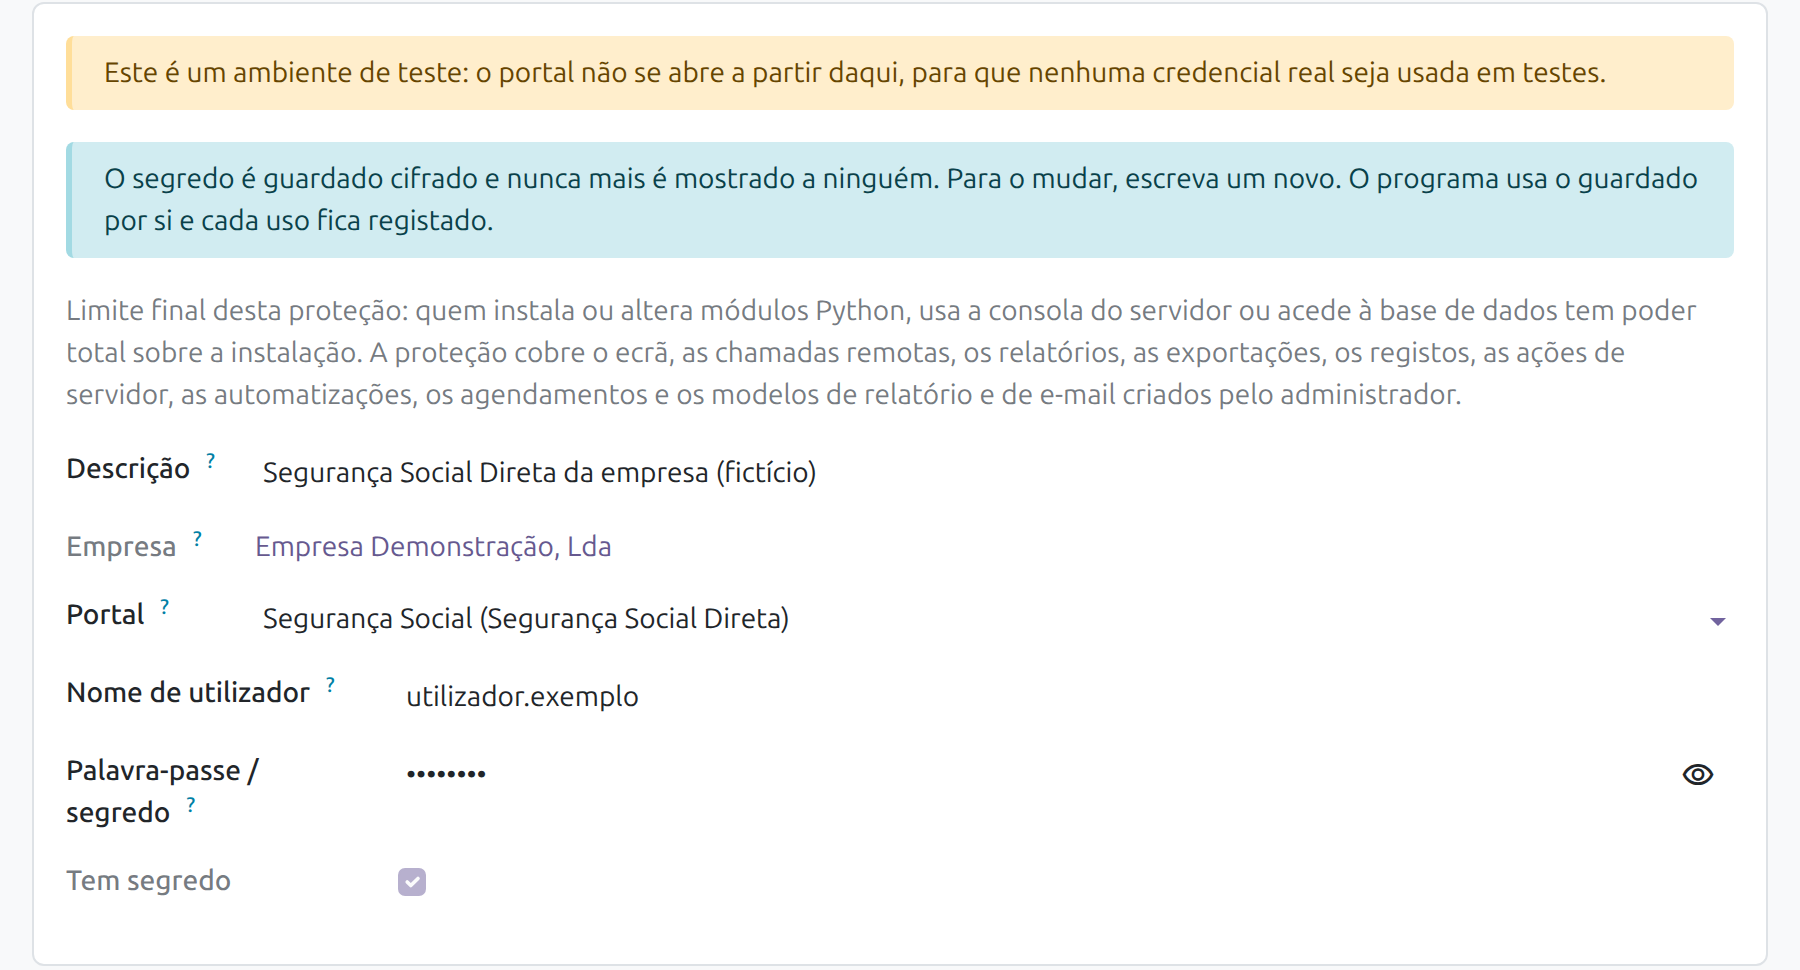 Este é um ambiente de teste: o portal não se abre a partir daqui, para que nenhuma credencial real seja usada em testes.
O segredo é guardado cifrado e nunca mais é mostrado a ninguém. Para o mudar, escreva um novo. O programa usa o guardado
por si e cada uso fica registado.
Limite final desta proteção: quem instala ou altera módulos Python, usa a consola do servidor ou acede à base de dados tem poder
total sobre a instalação. A proteção cobre o ecrã, as chamadas remotas, os relatórios, as exportações, os registos, as ações de
servidor, as automatizações, os agendamentos e os modelos de relatório e de e-mail criados pelo administrador.
Descrição ? Segurança Social Direta da empresa (fictício)
Empresa ? Empresa Demonstração, Lda
Portal ? Segurança Social (Segurança Social Direta)
Nome de utilizador ? utilizador.exemplo
Palavra-passe / ••••••••
segredo ?
Tem segredo